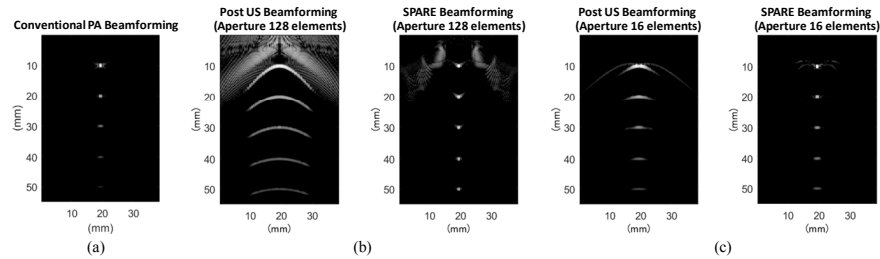 Conventional PA Beamforming
10
20
30
40
50
(mm)
10 20 30
(mm)
(a)
Post US Beamforming
(Aperture 128 elements)
10
20
30
40
50
(mm)
10 20 30
(mm)
SPARE Beamforming
(Aperture 128 elements)
10
20
30
40
50
(mm)
10 20 30
(mm)
(b)
Post US Beamforming
(Aperture 16 elements)
10
20
30
40
50
(mm)
10 20 30
(mm)
SPARE Beamforming
(Aperture 16 elements)
10
20
30
40
50
(mm)
10 20 30
(mm)
(c)